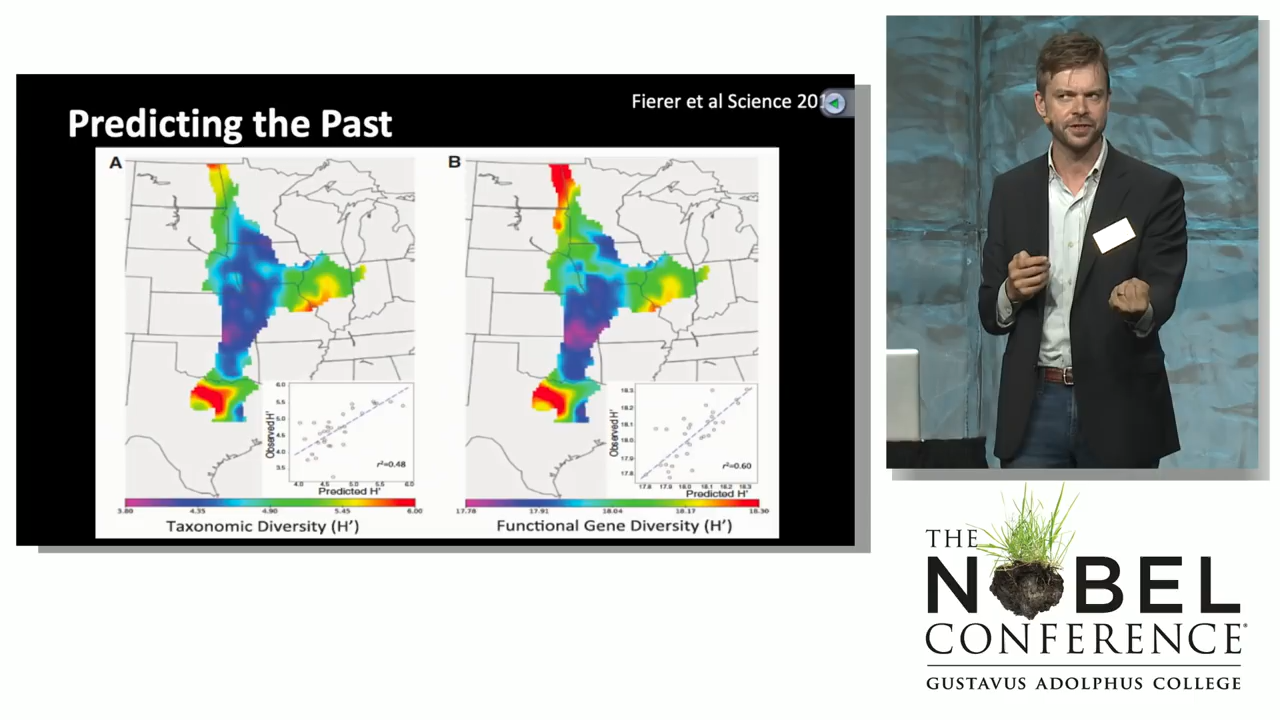 Predicting the Past
Fierer et al Science 201
A
B
6.0
5.5
5.0
4.5
4.0
3.5
Observed H'
r²=0.48
4.0 4.5 5.0 5.5 6.0
Predicted H'
18.3
18.2
18.1
18.0
17.9
17.8
Observed H'
r²=0.60
17.8 17.9 18.0 18.1 18.2 18.3
Predicted H'
3.80 4.35 4.90 5.45 6.00
Taxonomic Diversity (H')
17.78 17.91 18.04 18.17 18.30
Functional Gene Diversity (H')
THE
NOBEL
CONFERENCE®
GUSTAVUS ADOLPHUS COLLEGE